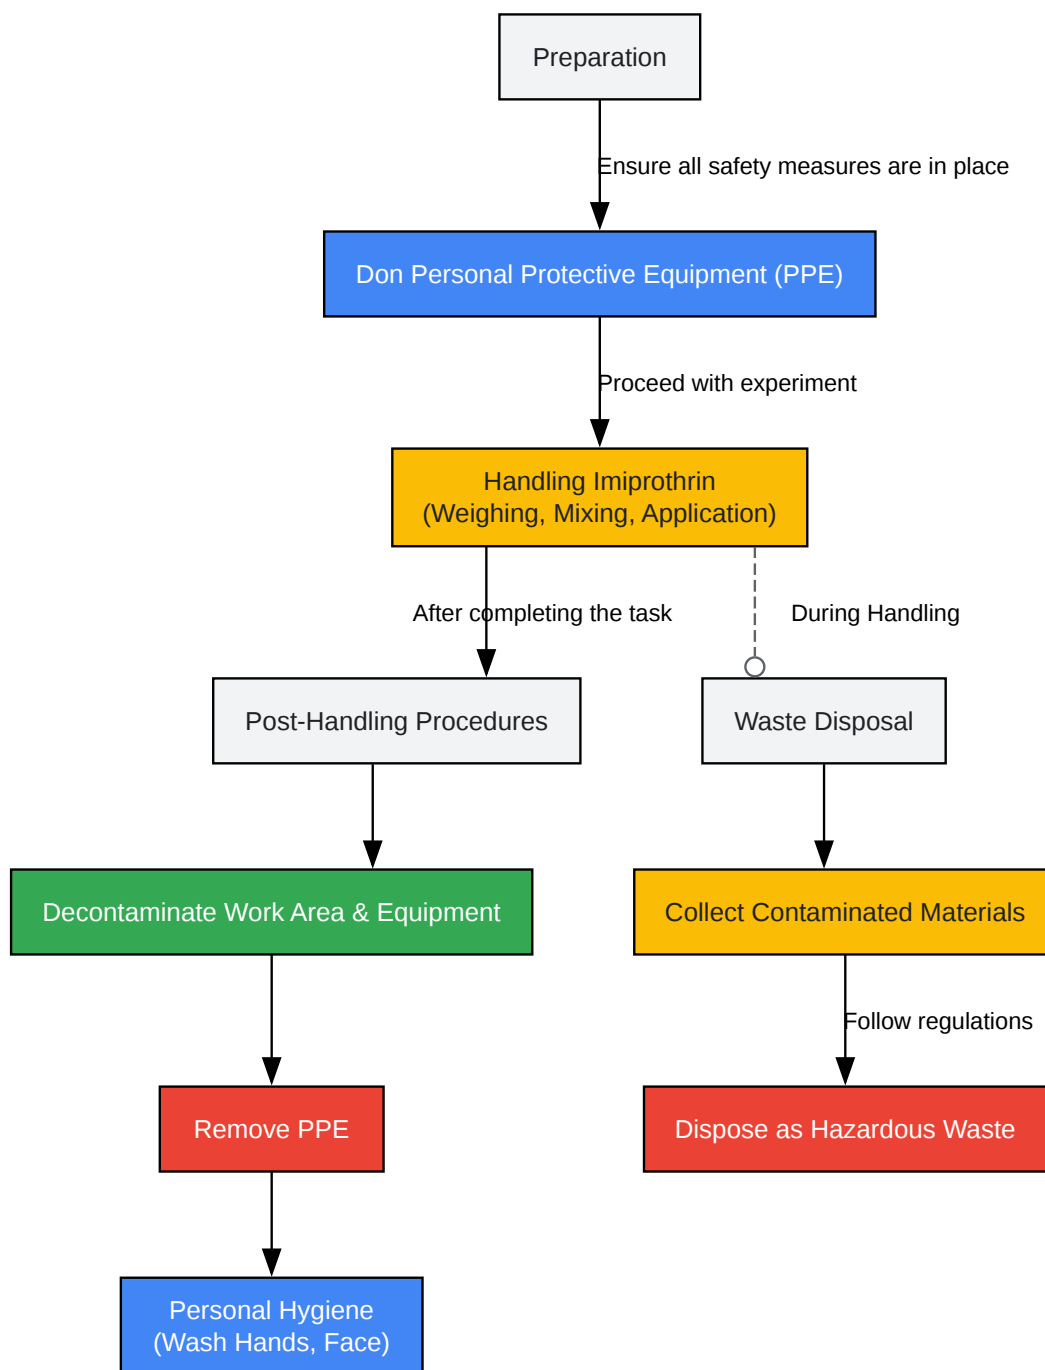 Preparation
Ensure all safety measures are in place
Don Personal Protective Equipment (PPE)
Proceed with experiment
Handling Imiprothrin
(Weighing, Mixing, Application)
After completing the task
During Handling
Post-Handling Procedures
Waste Disposal
Decontaminate Work Area & Equipment
Collect Contaminated Materials
Follow regulations
Remove PPE
Dispose as Hazardous Waste
Personal Hygiene
(Wash Hands, Face)